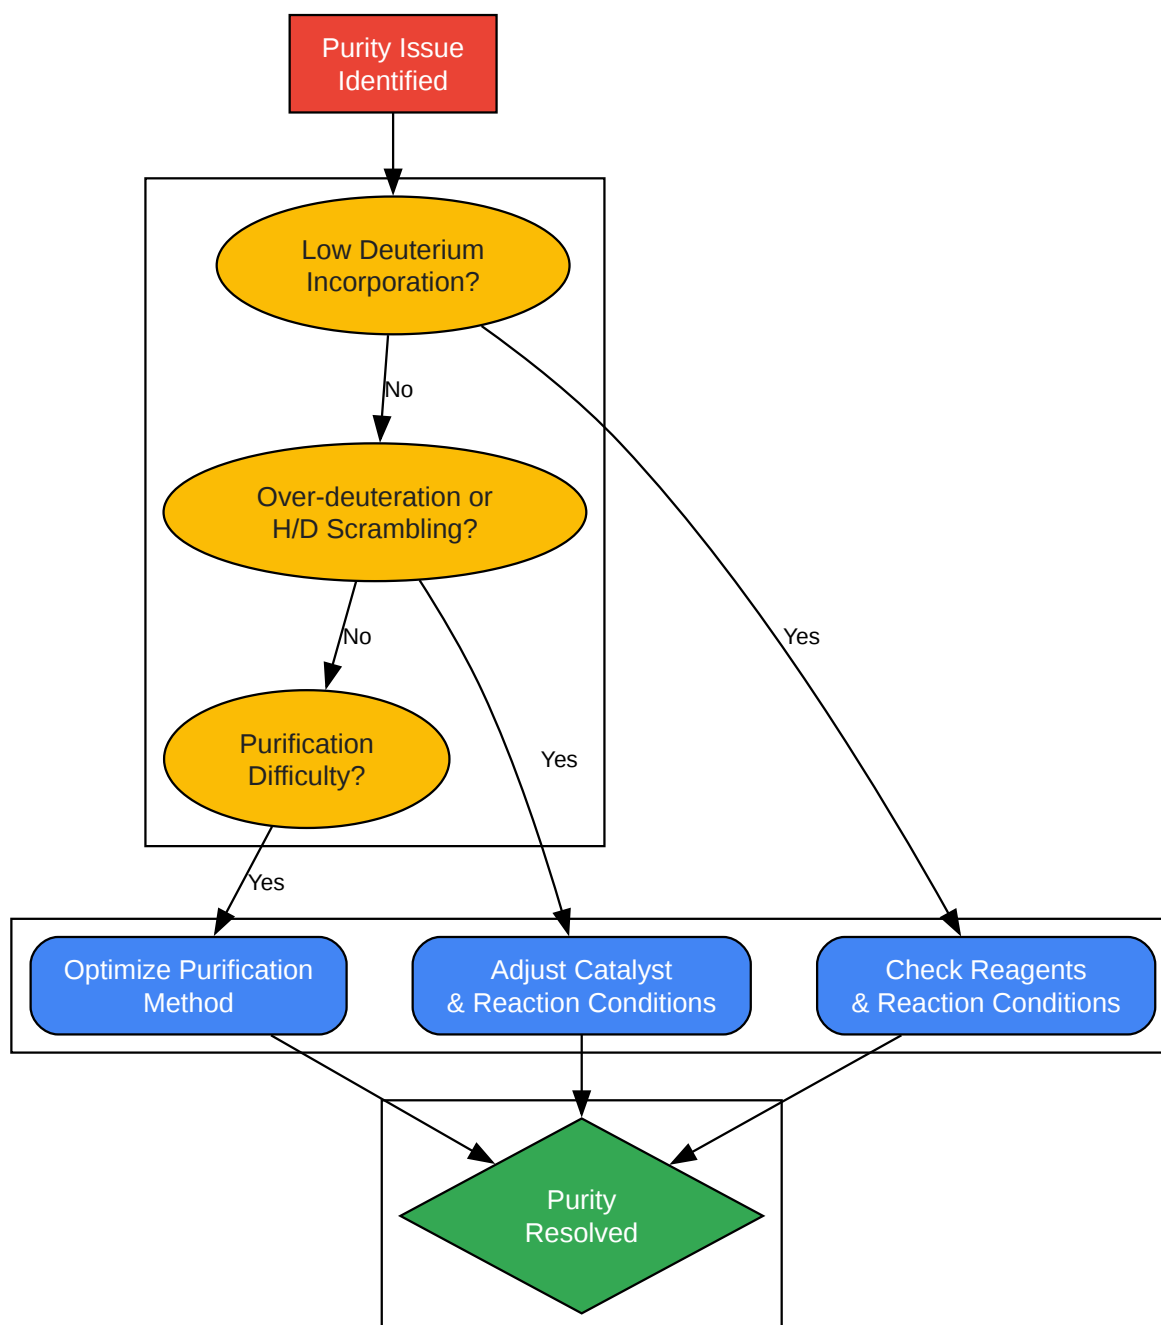 Purity Issue
Identified
Low Deuterium
Incorporation?
No
Over-deuteration or
H/D Scrambling?
No
Yes
Purification
Difficulty?
Yes
Yes
Optimize Purification
Method
Adjust Catalyst
& Reaction Conditions
Check Reagents
& Reaction Conditions
Purity
Resolved